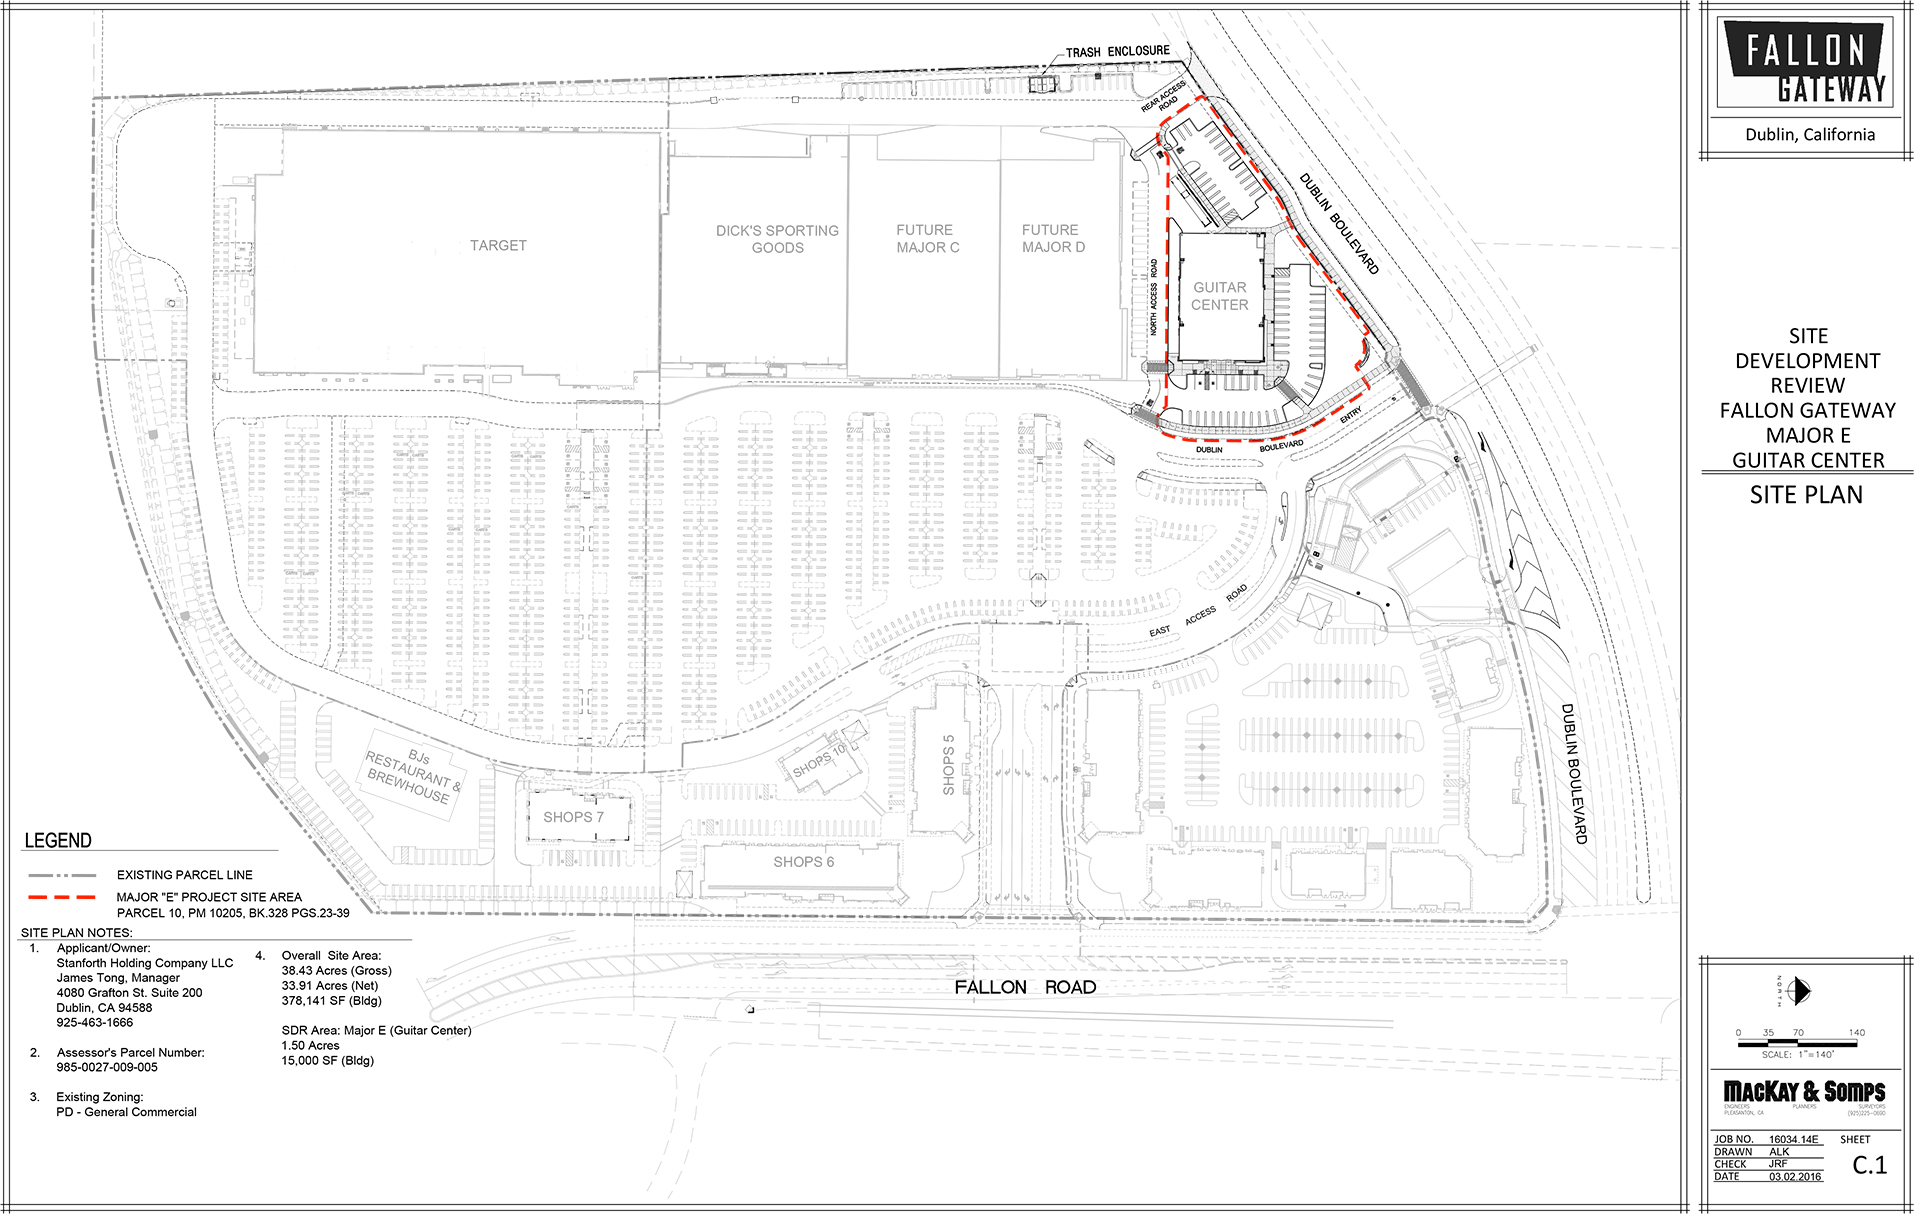 TRASH ENCLOSURE
REAR ACCESS
ROAD
DUBLIN BOULEVARD
TARGET
DICK'S SPORTING
GOODS
FUTURE
MAJOR C
FUTURE
MAJOR D
NORTH ACCESS ROAD
GUITAR
CENTER
DUBLIN BOULEVARD ENTRY
EAST ACCESS ROAD
DUBLIN BOULEVARD
BJs
RESTAURANT &
BREWHOUSE
SHOPS 7
SHOPS 10
SHOPS 5
SHOPS 6
FALLON ROAD
LEGEND
EXISTING PARCEL LINE
MAJOR "E" PROJECT SITE AREA
PARCEL 10, PM 10205, BK.328 PGS.23-39
SITE PLAN NOTES:
1. Applicant/Owner:
Stanforth Holding Company LLC
James Tong, Manager
4080 Grafton St. Suite 200
Dublin, CA 94588
925-463-1666
2. Assessor's Parcel Number:
985-0027-009-005
3. Existing Zoning:
PD - General Commercial
4. Overall Site Area:
38.43 Acres (Gross)
33.91 Acres (Net)
378,141 SF (Bldg)
SDR Area: Major E (Guitar Center)
1.50 Acres
15,000 SF (Bldg)
FALLON
GATEWAY
Dublin, California
SITE
DEVELOPMENT
REVIEW
FALLON GATEWAY
MAJOR E
GUITAR CENTER
SITE PLAN
NORTH
0 35 70 140
SCALE: 1"=140'
MACKAY & SOMPS
ENGINEERS PLANNERS SURVEYORS
PLEASANTON, CA (925)225-0690
JOB NO. 16034.14E SHEET
DRAWN ALK
CHECK JRF
DATE 03.02.2016
C.1